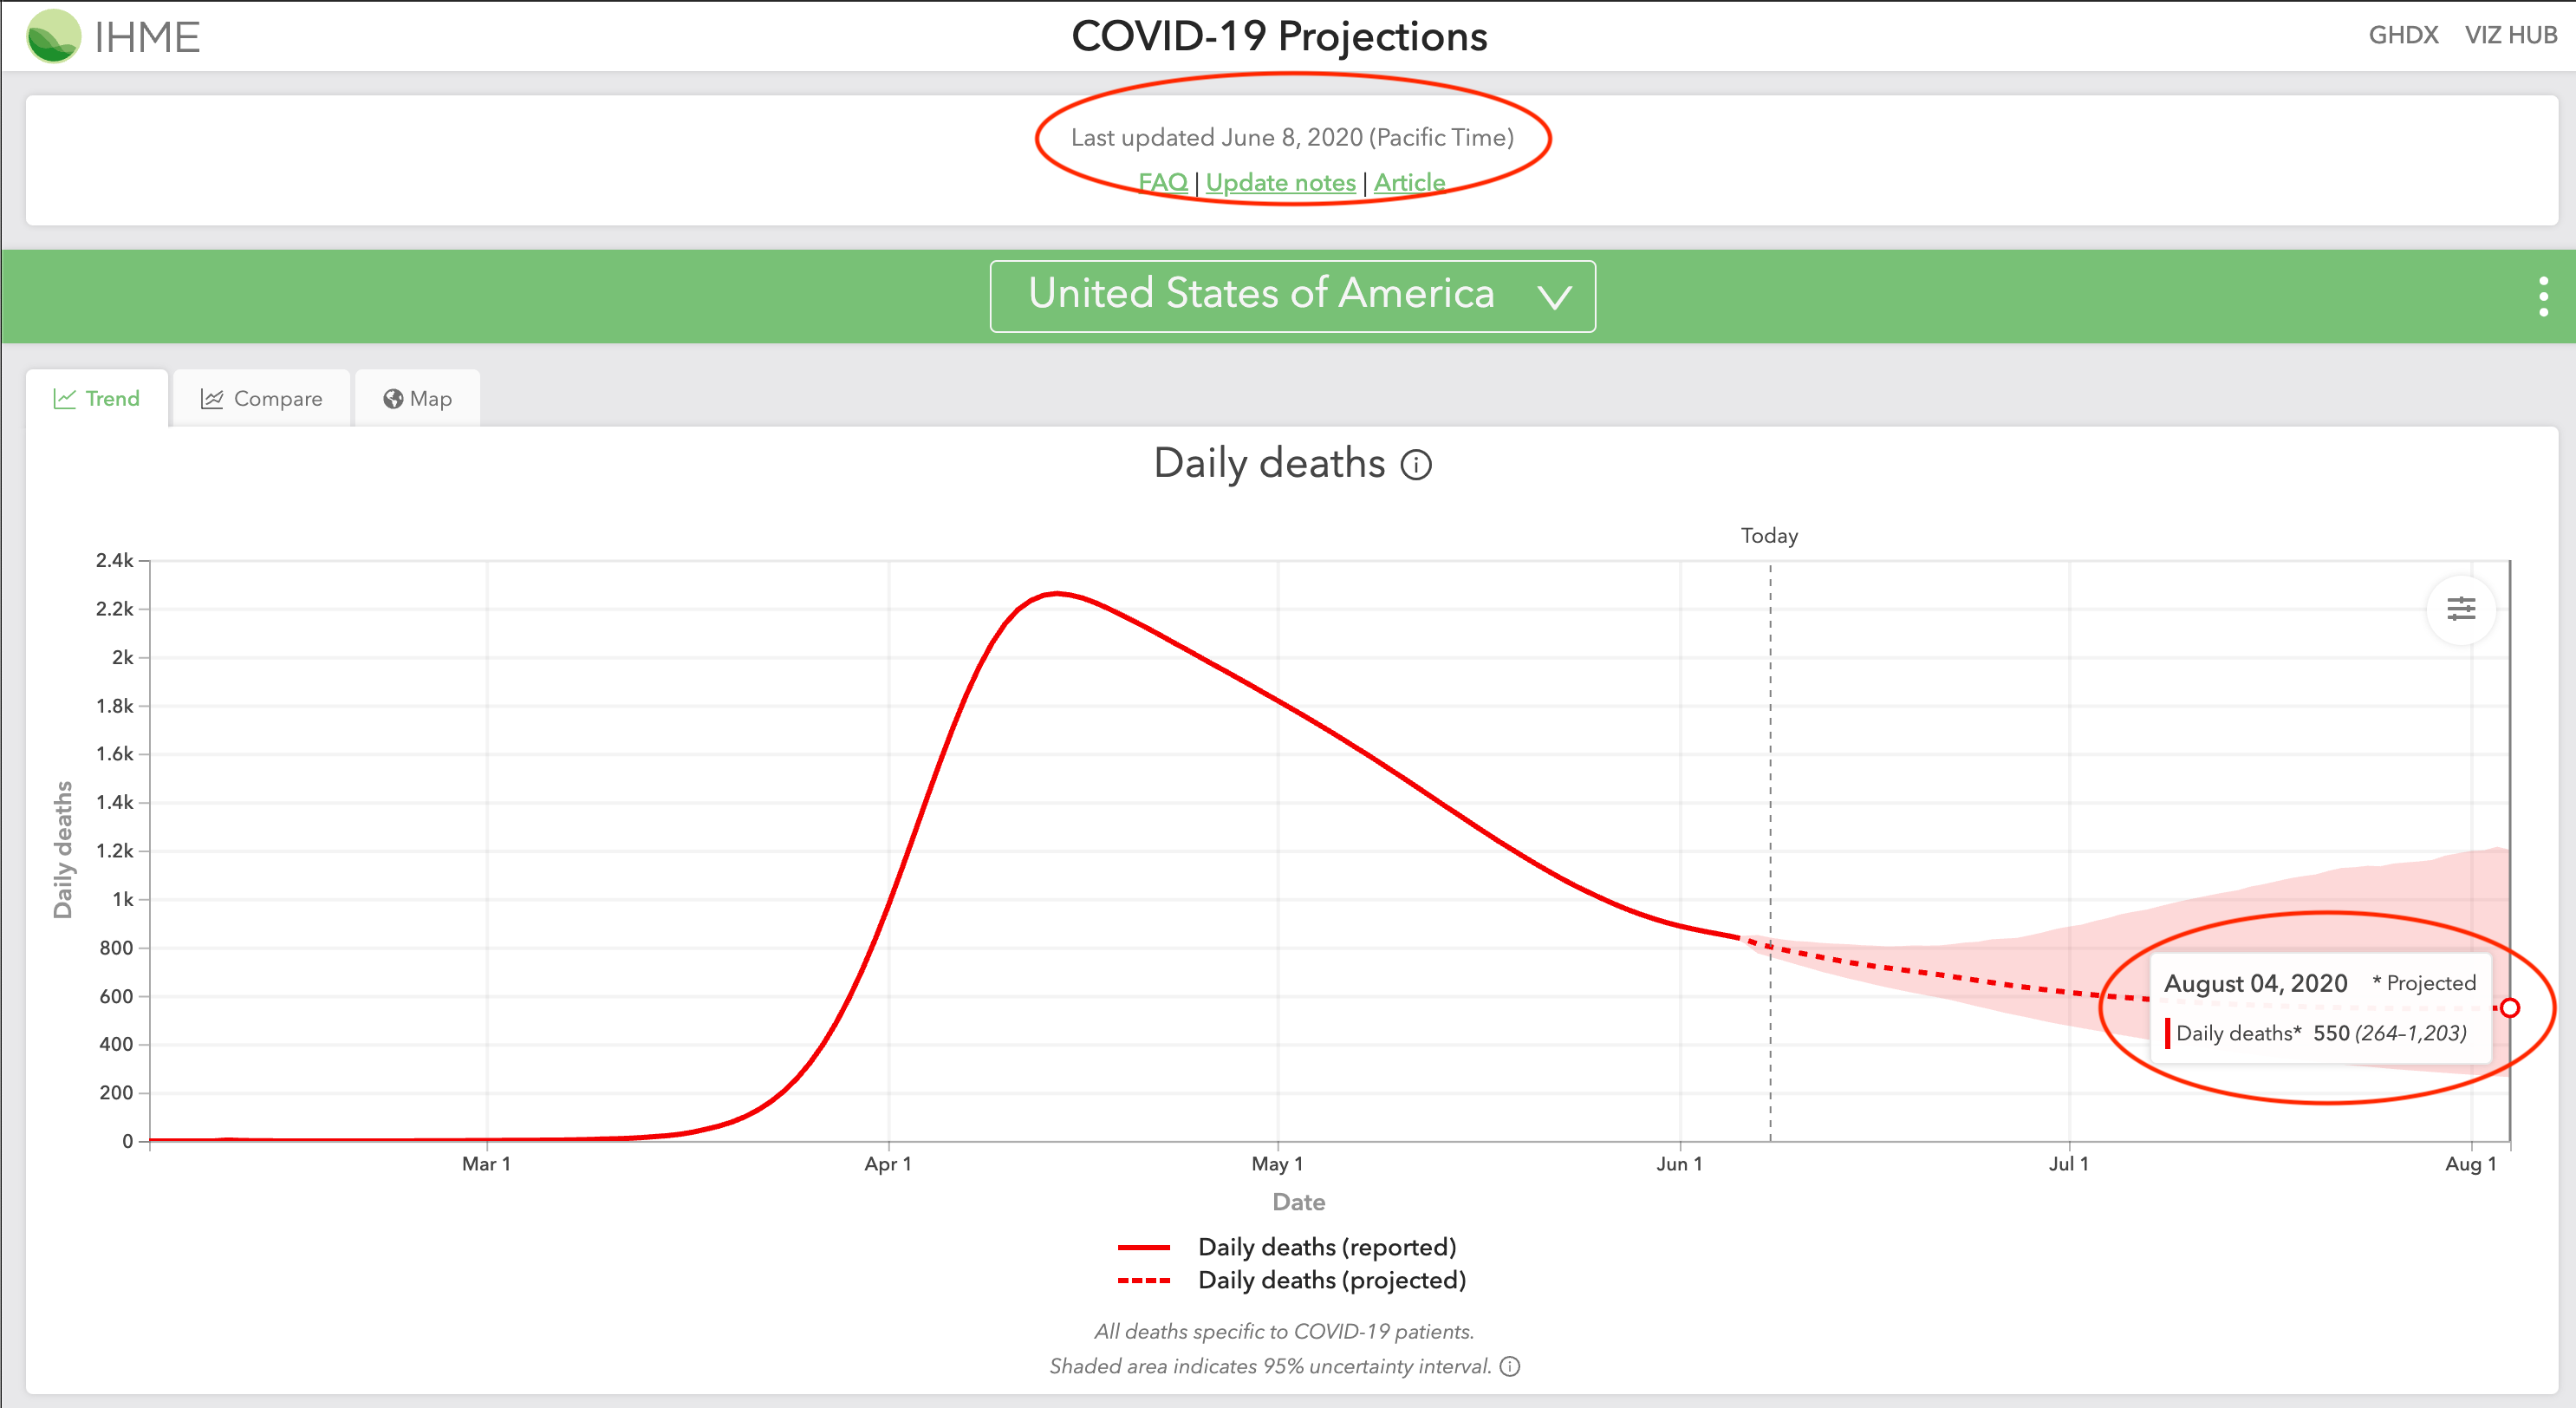 IHME
COVID-19 Projections
GHDX VIZ HUB
Last updated June 8, 2020 (Pacific Time)
FAQ | Update notes | Article
United States of America
Trend Compare Map
Daily deaths
Today
2.4k
2.2k
2k
1.8k
1.6k
1.4k
1.2k
1k
800
600
400
200
0
Daily deaths
August 04, 2020 * Projected
Daily deaths* 550 (264–1,203)
Mar 1 Apr 1 May 1 Jun 1 Jul 1 Aug 1
Date
Daily deaths (reported)
Daily deaths (projected)
All deaths specific to COVID-19 patients.
Shaded area indicates 95% uncertainty interval.